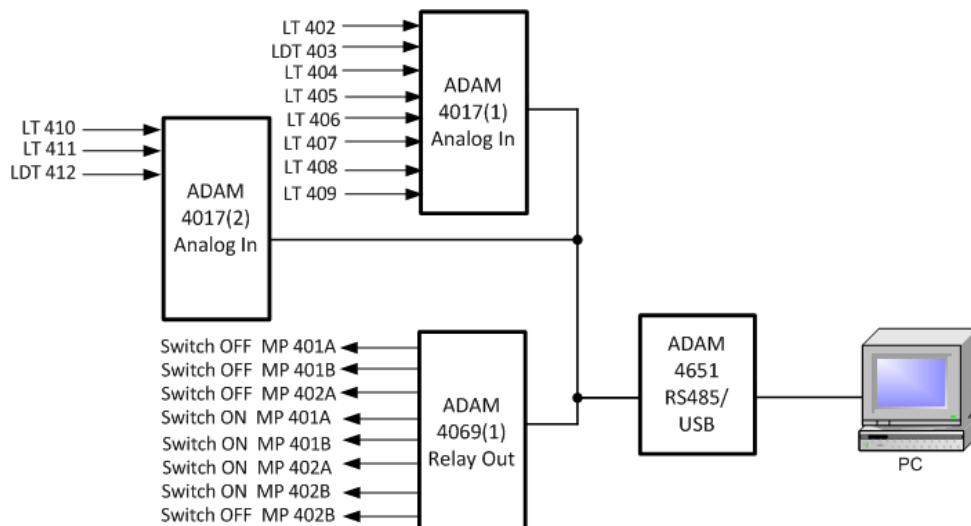 LT 402
LDT 403
LT 404
LT 405
LT 406
LT 407
LT 408
LT 409
ADAM
4017(1)
Analog In
LT 410
LT 411
LDT 412
ADAM
4017(2)
Analog In
Switch OFF MP 401A
Switch OFF MP 401B
Switch OFF MP 402A
Switch ON MP 401A
Switch ON MP 401B
Switch ON MP 402A
Switch ON MP 402B
Switch OFF MP 402B
ADAM
4069(1)
Relay Out
ADAM
4651
RS485/
USB
PC